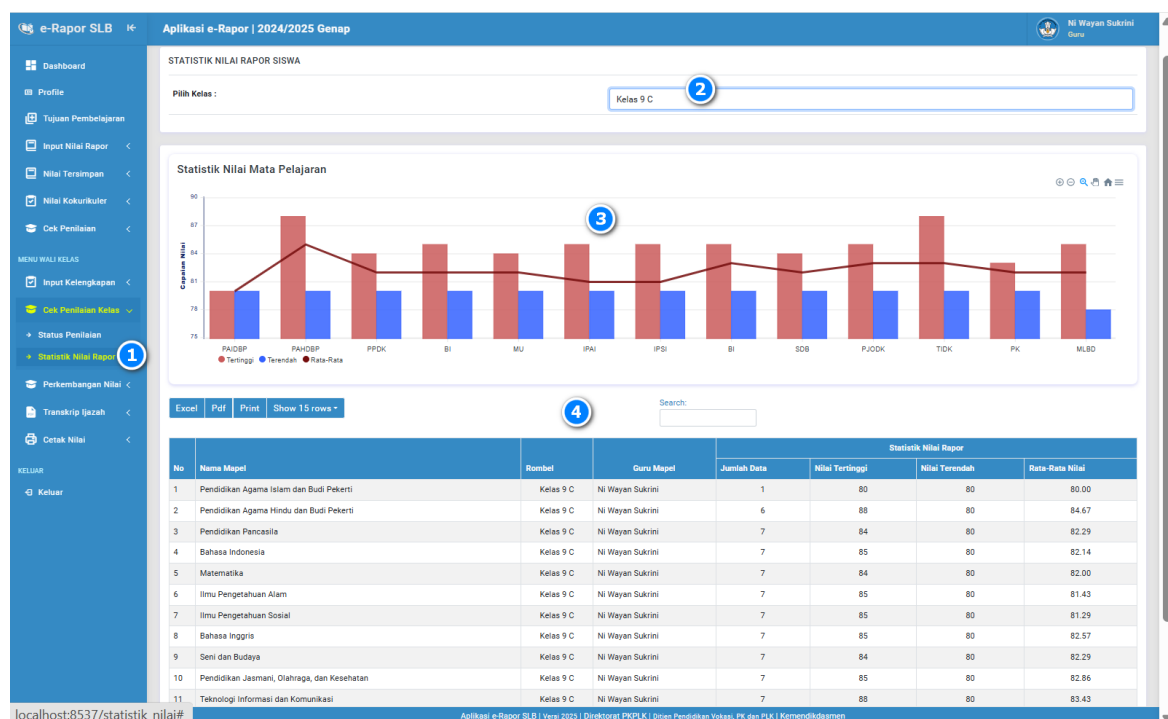 e-Rapor SLB
Aplikasi e-Rapor | 2024/2025 Genap
Ni Wayan Sukrini
Guru
Dashboard
Profile
Tujuan Pembelajaran
Input Nilai Rapor
Nilai Tersimpan
Nilai Kokurikuler
Cek Penilaian
MENU WALI KELAS
Input Kelengkapan
Cek Penilaian Kelas
Status Penilaian
Statistik Nilai Rapor
1
Perkembangan Nilai
Transkrip Ijazah
Cetak Nilai
KELUAR
Keluar
STATISTIK NILAI RAPOR SISWA
Pilih Kelas :
Kelas 9 C
2
Statistik Nilai Mata Pelajaran
3
Capaian Nilai
90
87
84
81
78
75
PAIDBP PAHDBP PPDK BI MU IPAI IPSI BI SDB PJODK TIDK PK MLBD
Tertinggi Terendah Rata-Rata
Excel Pdf Print Show 15 rows
4
Search:
Statistik Nilai Rapor
No Nama Mapel Rombel Guru Mapel Jumlah Data Nilai Tertinggi Nilai Terendah Rata-Rata Nilai
1 Pendidikan Agama Islam dan Budi Pekerti Kelas 9 C Ni Wayan Sukrini 1 80 80 80.00
2 Pendidikan Agama Hindu dan Budi Pekerti Kelas 9 C Ni Wayan Sukrini 6 88 80 84.67
3 Pendidikan Pancasila Kelas 9 C Ni Wayan Sukrini 7 84 80 82.29
4 Bahasa Indonesia Kelas 9 C Ni Wayan Sukrini 7 85 80 82.14
5 Matematika Kelas 9 C Ni Wayan Sukrini 7 84 80 82.00
6 Ilmu Pengetahuan Alam Kelas 9 C Ni Wayan Sukrini 7 85 80 81.43
7 Ilmu Pengetahuan Sosial Kelas 9 C Ni Wayan Sukrini 7 85 80 81.29
8 Bahasa Inggris Kelas 9 C Ni Wayan Sukrini 7 85 80 82.57
9 Seni dan Budaya Kelas 9 C Ni Wayan Sukrini 7 84 80 82.29
10 Pendidikan Jasmani, Olahraga, dan Kesehatan Kelas 9 C Ni Wayan Sukrini 7 85 80 82.86
11 Teknologi Informasi dan Komunikasi Kelas 9 C Ni Wayan Sukrini 7 88 80 83.43
localhost:8537/statistik_nilai#
Aplikasi e-Rapor SLB | Versi 2025 | Direktorat PKPLK | Ditjen Pendidikan Vokasi, PK dan PLK | Kemendikdasmen